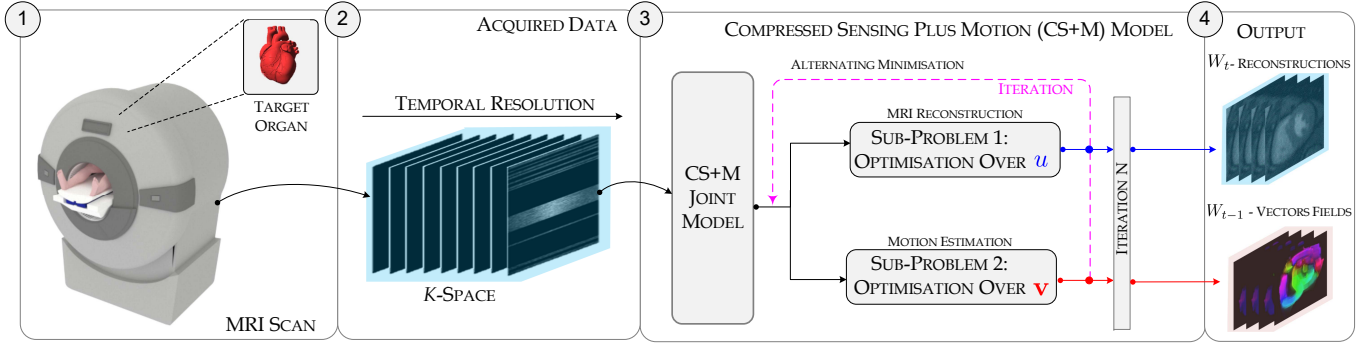 1
TARGET
ORGAN
MRI SCAN
2
ACQUIRED DATA
TEMPORAL RESOLUTION
K-SPACE
3
COMPRESSED SENSING PLUS MOTION (CS+M) MODEL
ALTERNATING MINIMISATION
ITERATION
CS+M
JOINT
MODEL
MRI RECONSTRUCTION
SUB-PROBLEM 1:
OPTIMISATION OVER u
MOTION ESTIMATION
SUB-PROBLEM 2:
OPTIMISATION OVER v
ITERATION N
4
OUTPUT
W_t- RECONSTRUCTIONS
W_{t-1} - VECTORS FIELDS